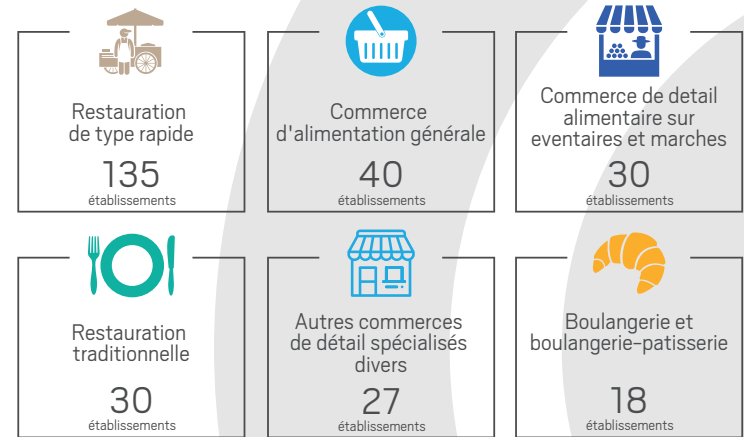 Restauration
de type rapide
135
établissements
Commerce
d'alimentation générale
40
établissements
Commerce de detail
alimentaire sur
eventaires et marches
30
établissements
Restauration
traditionnelle
30
établissements
Autres commerces
de détail spécialisés
divers
27
établissements
Boulangerie et
boulangerie-patisserie
18
établissements